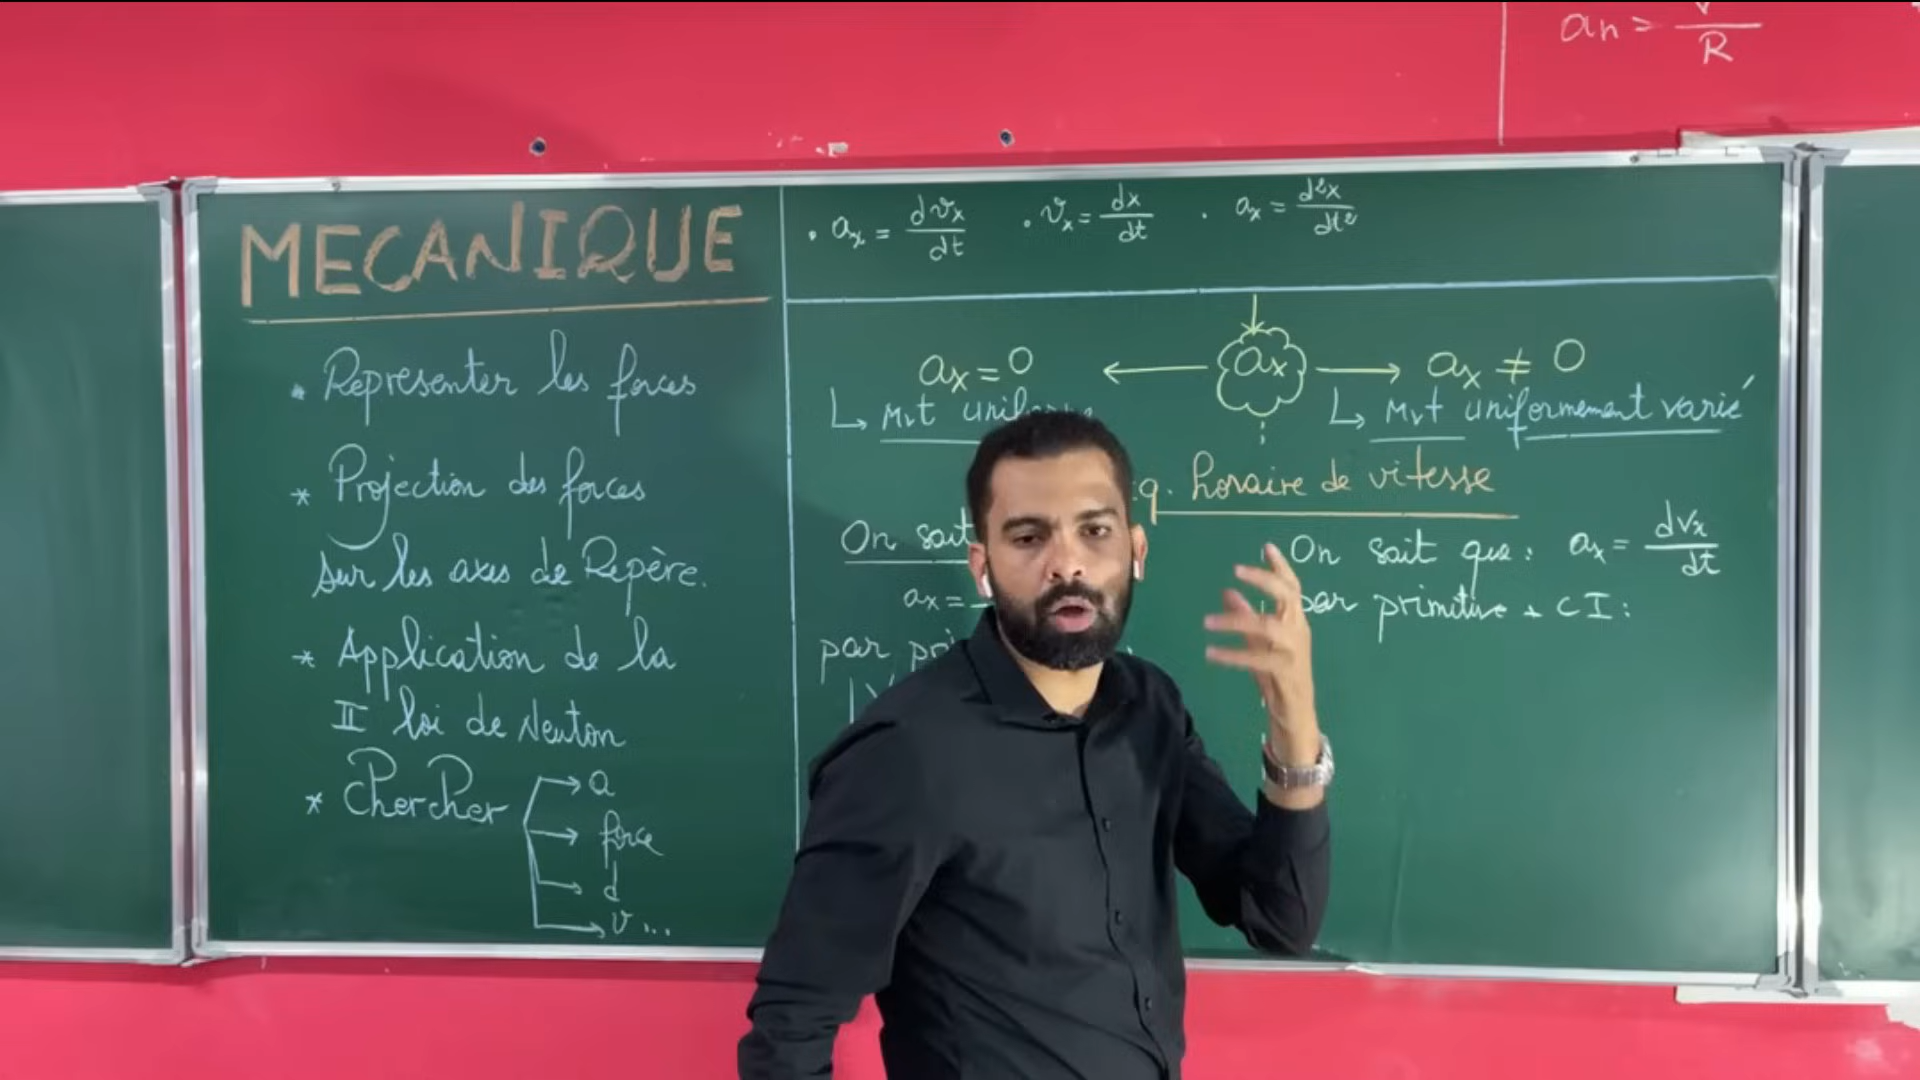 an = V / R
MECANIQUE
* Représenter les forces
* Projection des forces
sur les axes de Repère.
* Application de la
II loi de Newton
* Chercher → a
→ force
→ d
→ v ...
• ax = dvx/dt • vx = dx/dt • ax = d²x/dt²
ax = 0 ← ax → ax ≠ 0
↳ Mvt ↳ Mvt uniformement varié
horaire de vitesse
On sait
ax =
par
On sait que: ax = dvx/dt
par primitive + CI: